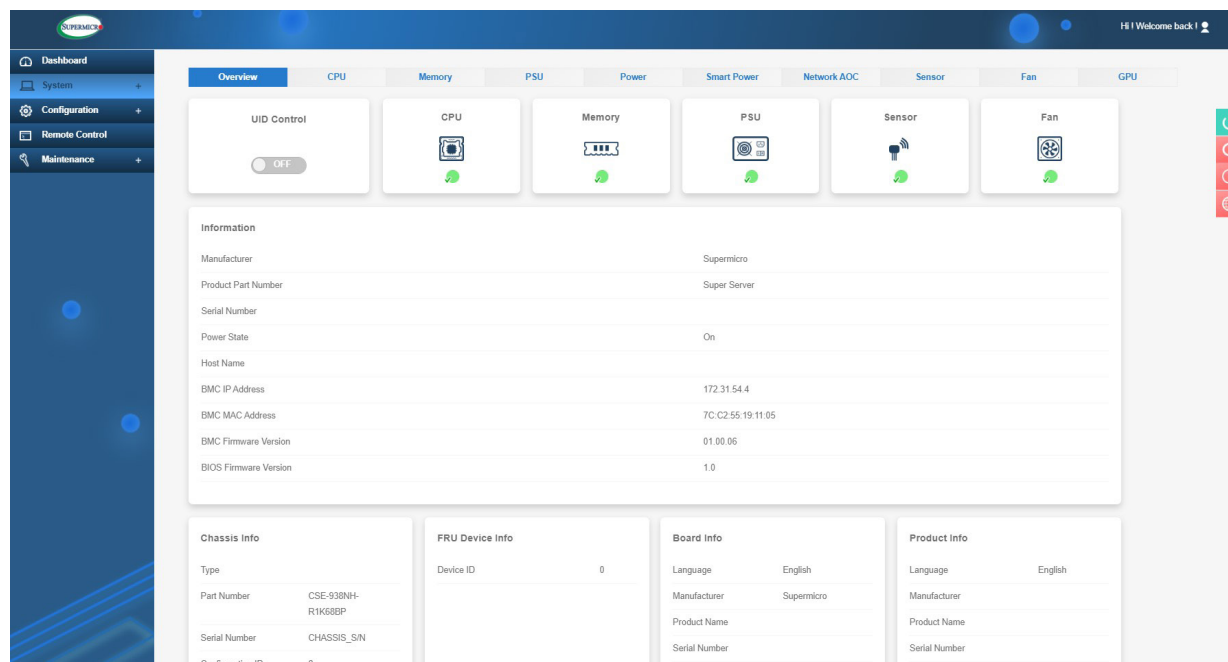 SUPERMICR
Hi ! Welcome back !
Dashboard
System +
Configuration +
Remote Control
Maintenance +
Overview CPU Memory PSU Power Smart Power Network AOC Sensor Fan GPU
UID Control CPU Memory PSU Sensor Fan
OFF
Information
Manufacturer Supermicro
Product Part Number Super Server
Serial Number
Power State On
Host Name
BMC IP Address 172.31.54.4
BMC MAC Address 7C:C2:55:19:11:05
BMC Firmware Version 01.00.06
BIOS Firmware Version 1.0
Chassis Info FRU Device Info Board Info Product Info
Type Device ID 0 Language English Language English
Part Number CSE-938NH- Manufacturer Supermicro Manufacturer
R1K68BP
Product Name Product Name
Serial Number CHASSIS_S/N Serial Number Serial Number